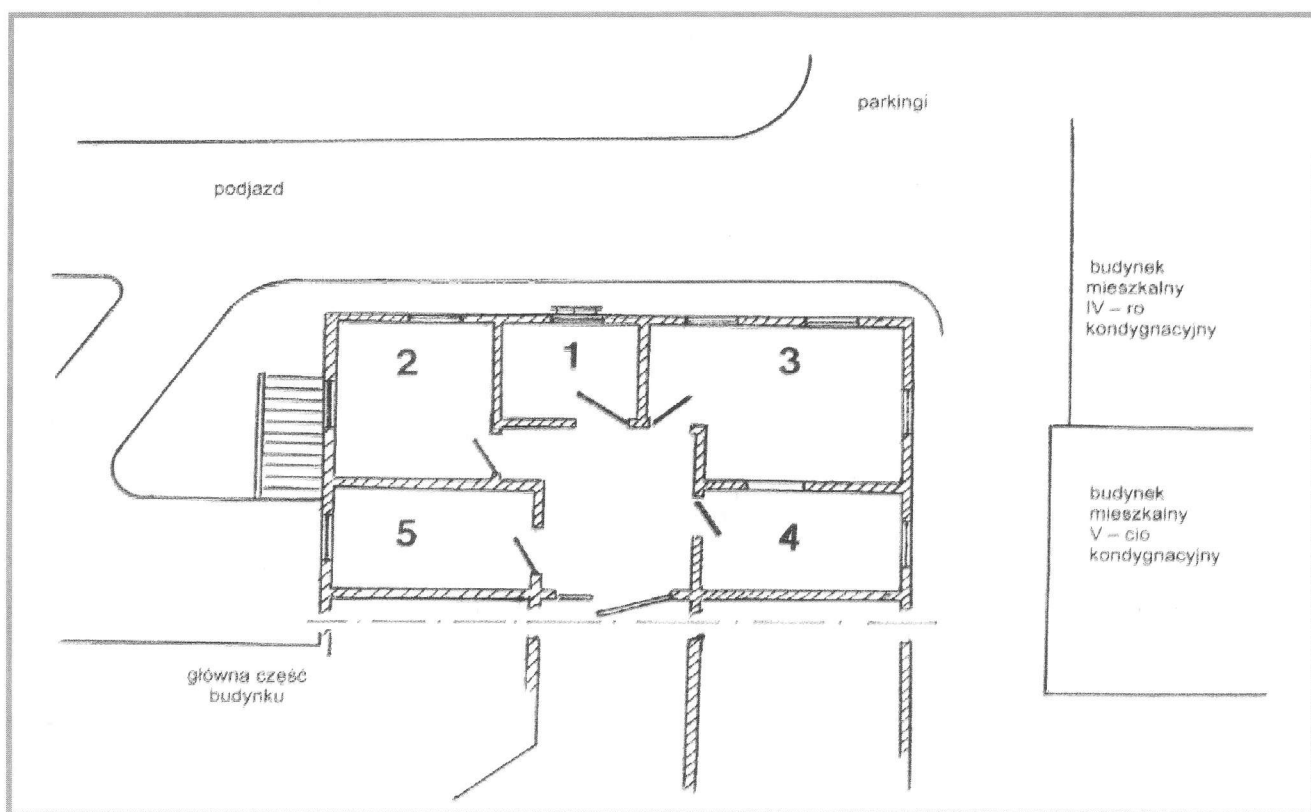 parkingi
podjazd
budynek
mieszkalny
IV – ro
kondygnacyjny
2
1
3
budynek
mieszkalny
V – cio
kondygnacyjny
5
4
główna część
budynku